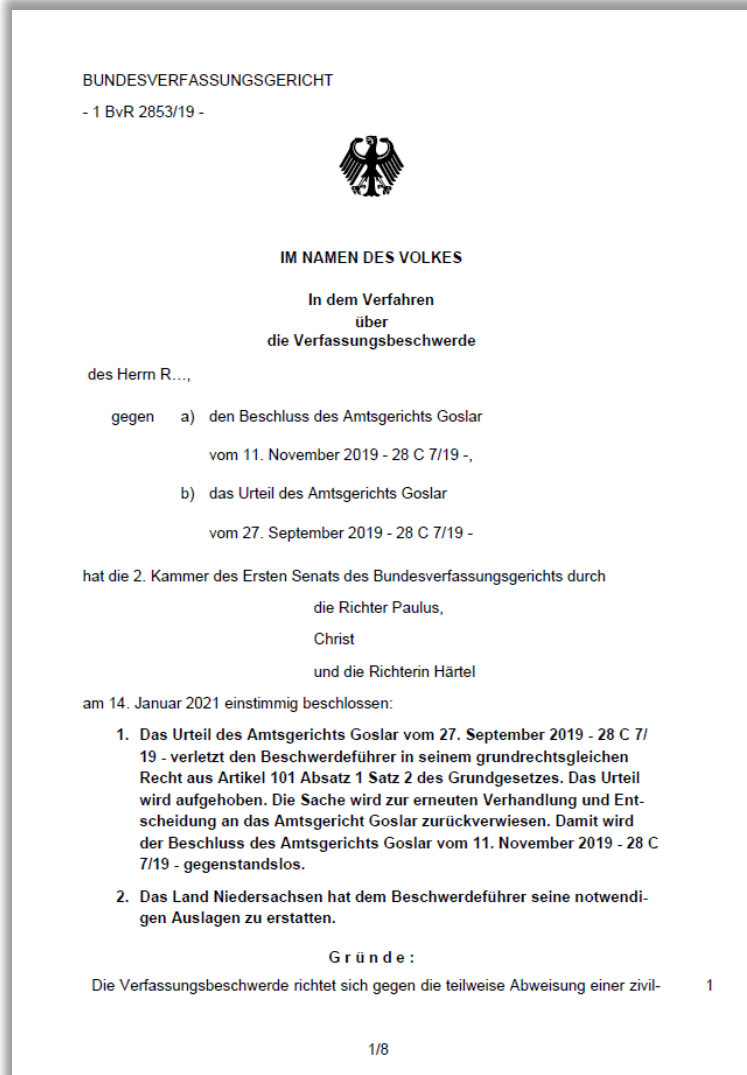 BUNDESVERFASSUNGSGERICHT
- 1 BvR 2853/19 -
IM NAMEN DES VOLKES
In dem Verfahren
über
die Verfassungsbeschwerde
des Herrn R…,
gegen a) den Beschluss des Amtsgerichts Goslar
vom 11. November 2019 - 28 C 7/19 -,
b) das Urteil des Amtsgerichts Goslar
vom 27. September 2019 - 28 C 7/19 -
hat die 2. Kammer des Ersten Senats des Bundesverfassungsgerichts durch
die Richter Paulus,
Christ
und die Richterin Härtel
am 14. Januar 2021 einstimmig beschlossen:
1. Das Urteil des Amtsgerichts Goslar vom 27. September 2019 - 28 C 7/
19 - verletzt den Beschwerdeführer in seinem grundrechtsgleichen
Recht aus Artikel 101 Absatz 1 Satz 2 des Grundgesetzes. Das Urteil
wird aufgehoben. Die Sache wird zur erneuten Verhandlung und Ent-
scheidung an das Amtsgericht Goslar zurückverwiesen. Damit wird
der Beschluss des Amtsgerichts Goslar vom 11. November 2019 - 28 C
7/19 - gegenstandslos.
2. Das Land Niedersachsen hat dem Beschwerdeführer seine notwendi-
gen Auslagen zu erstatten.
G r ü n d e :
Die Verfassungsbeschwerde richtet sich gegen die teilweise Abweisung einer zivil- 1
1/8